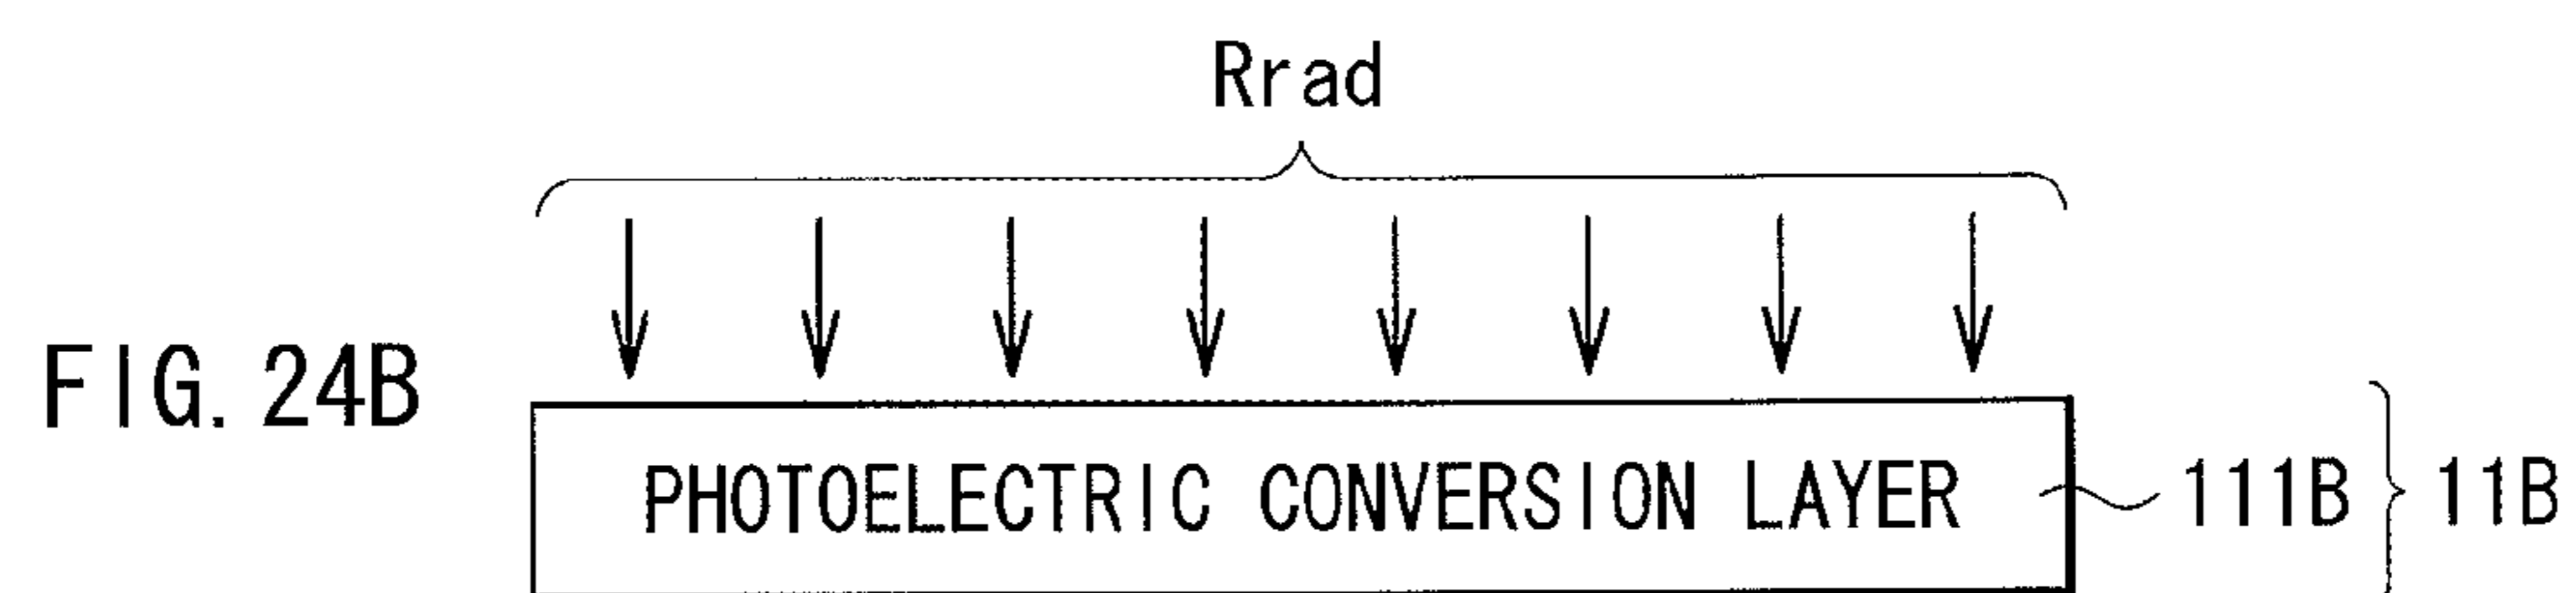 Rrad
FIG. 24B
PHOTOELECTRIC CONVERSION LAYER
111B
11B